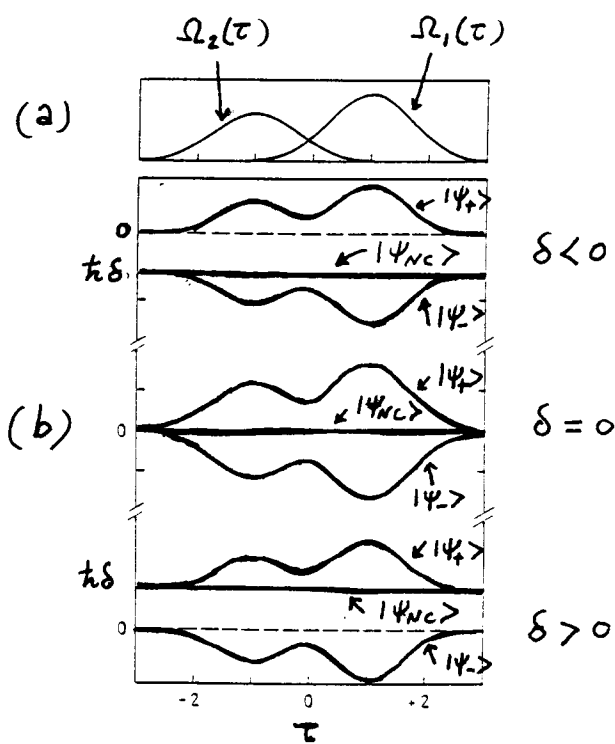 Ω₂(τ) Ω₁(τ)
(a)
|ψ₊>
0
|ψNC>
δ<0
ħδ
|ψ₋>
|ψ₊>
(b)
|ψNC>
0
δ=0
|ψ₋>
|ψ₊>
ħδ
|ψNC>
0
δ>0
|ψ₋>
-2 0 +2
τ